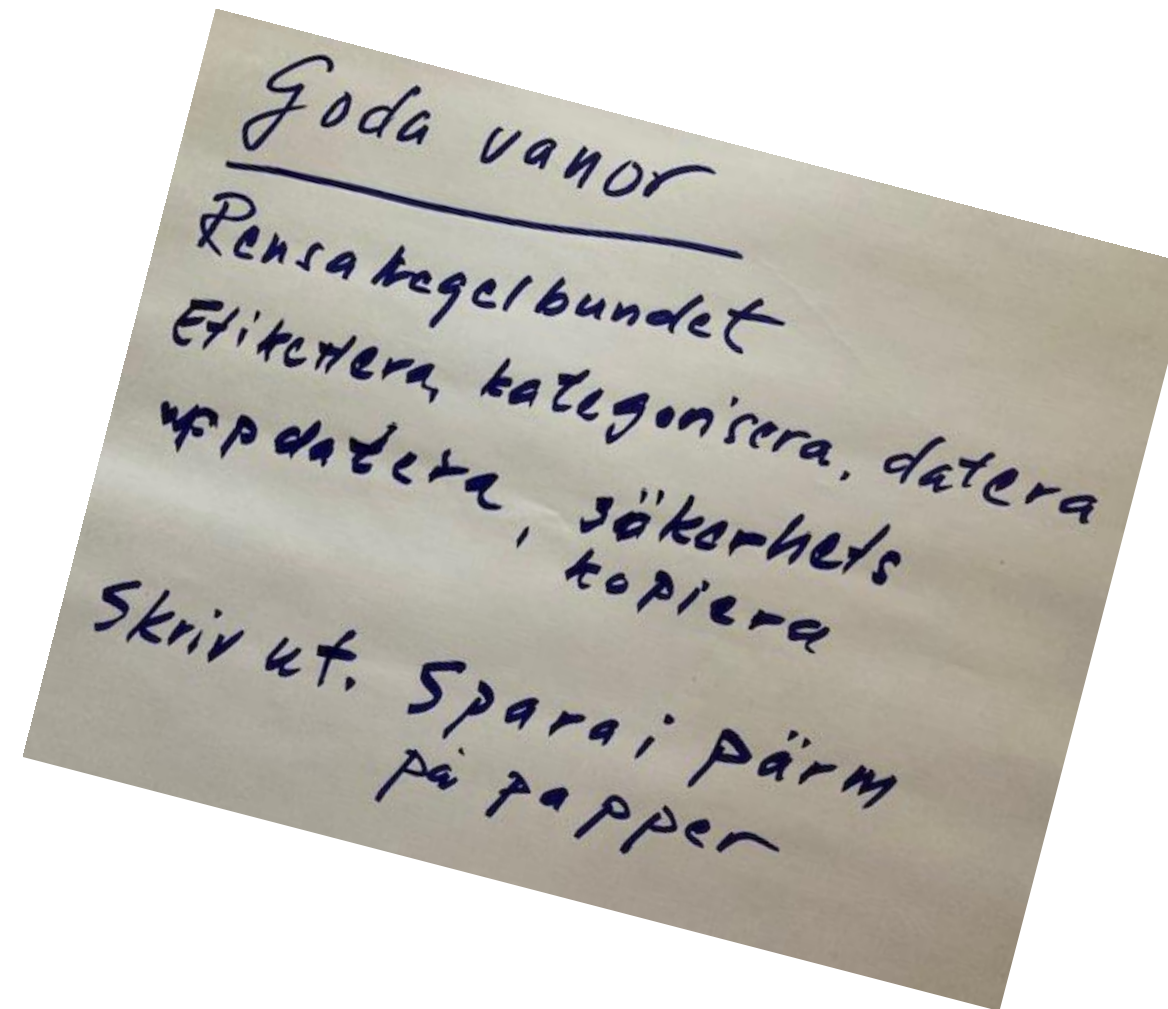 Goda vanor
Rensa regelbundet
Etikettera, kategorisera, datera
uppdatera, säkerhets
kopiera
Skriv ut. Spara i pärm
på papper